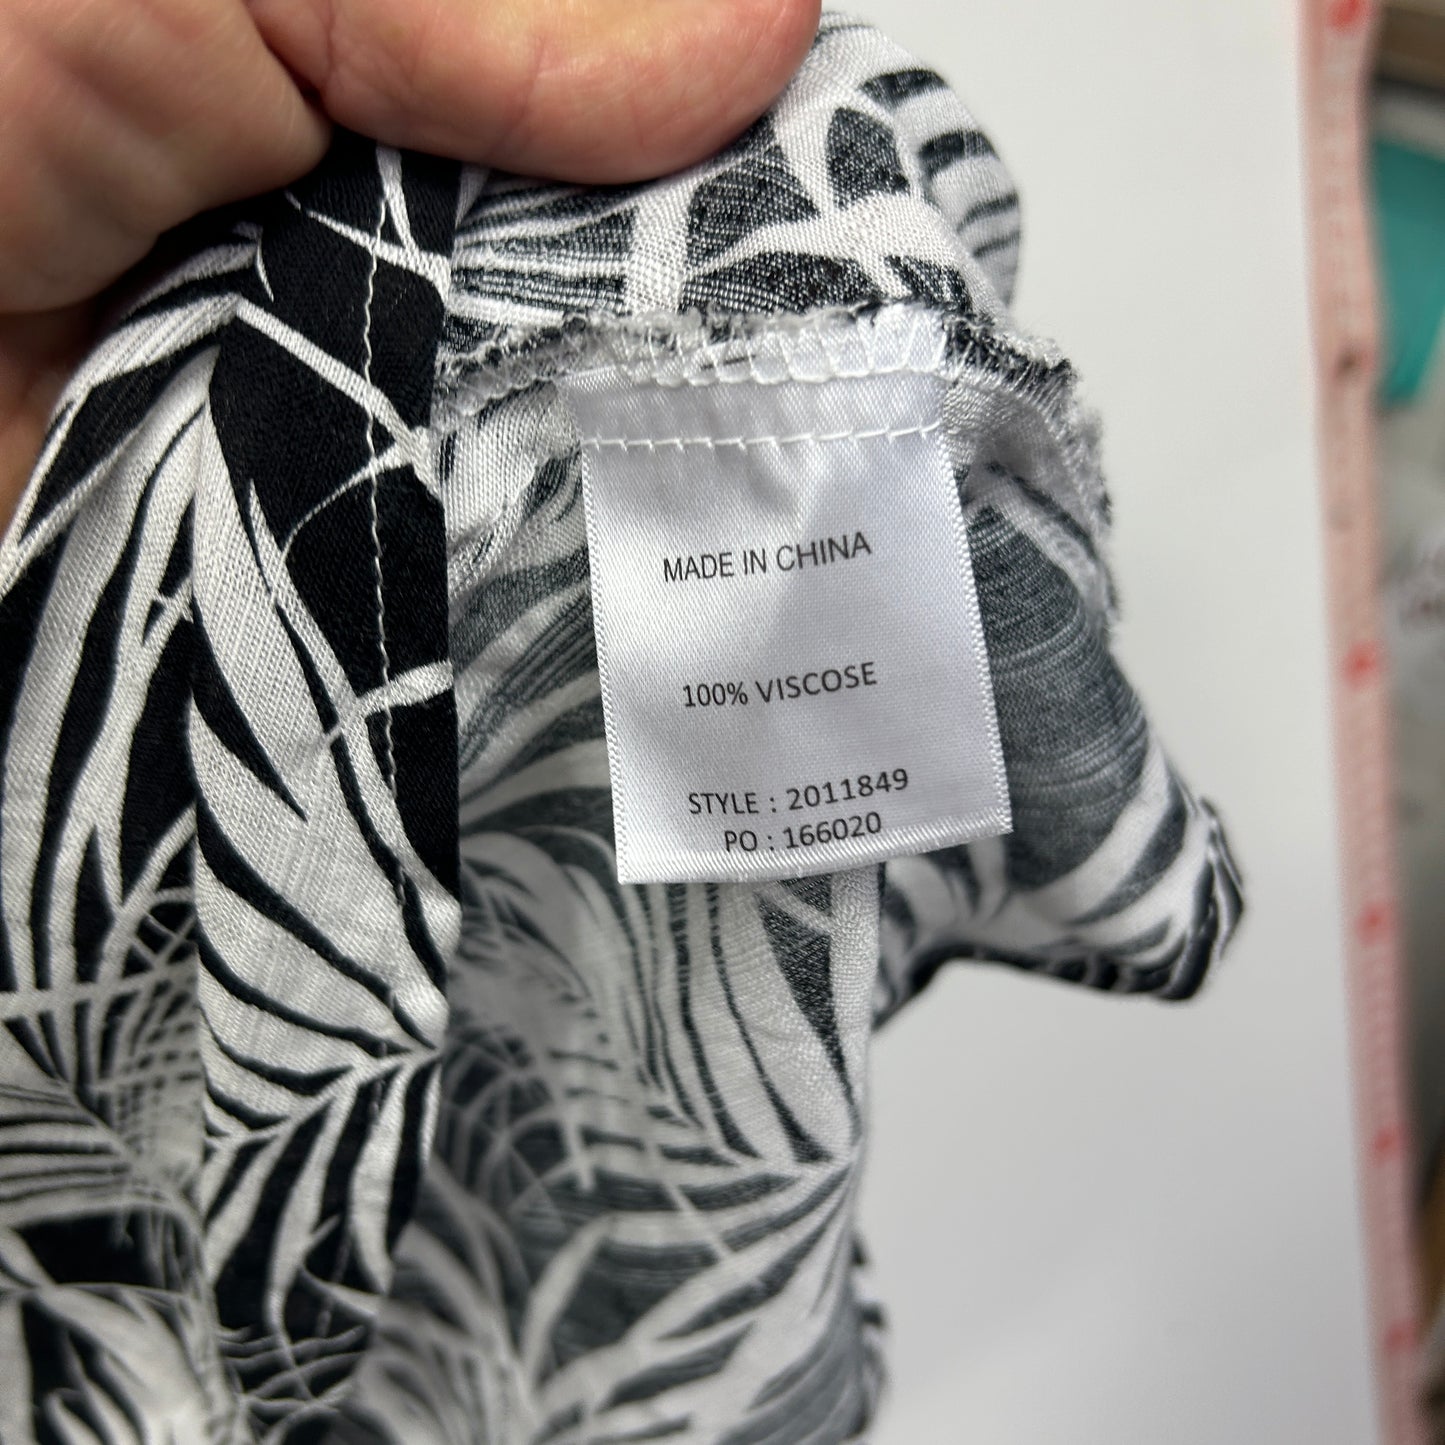 MADE IN CHINA
100% VISCOSE
STYLE : 2011849
PO : 166020